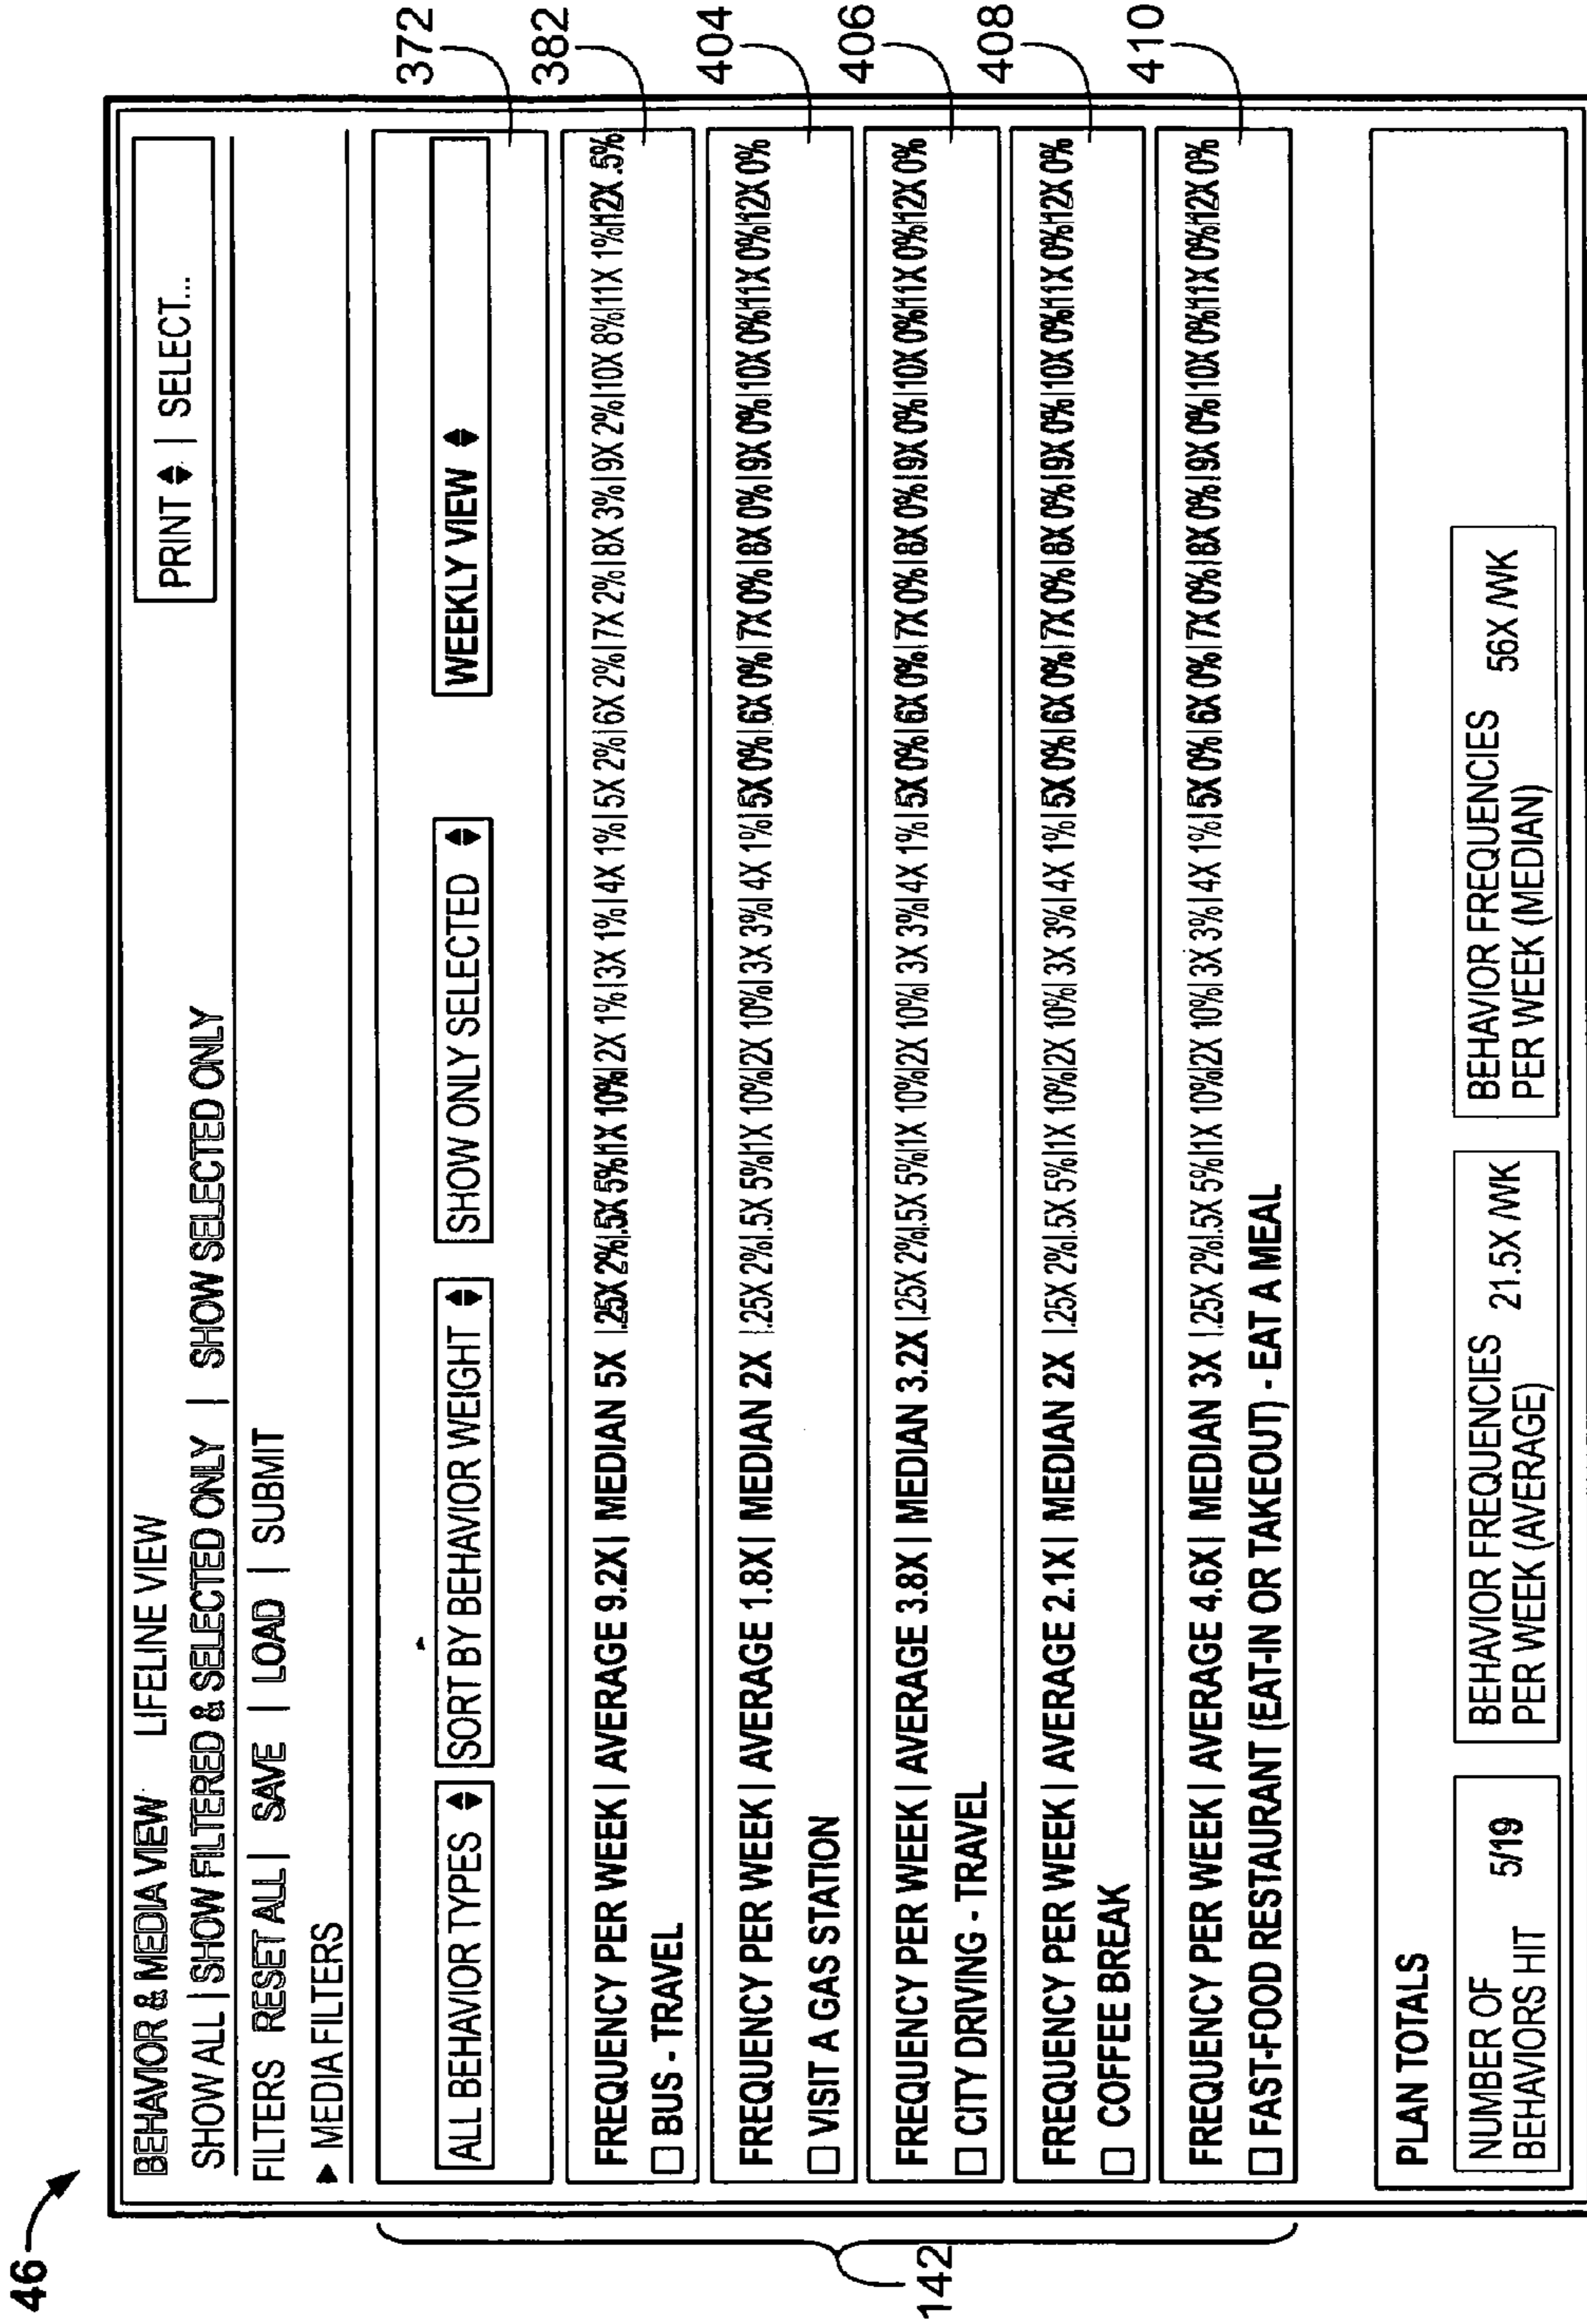 46
BEHAVIOR & MEDIA VIEW LIFELINE VIEW
PRINT | SELECT...
SHOW ALL | SHOW FILTERED & SELECTED ONLY | SHOW SELECTED ONLY
FILTERS RESET ALL | SAVE | LOAD | SUBMIT
MEDIA FILTERS
ALL BEHAVIOR TYPES SORT BY BEHAVIOR WEIGHT SHOW ONLY SELECTED WEEKLY VIEW
372
FREQUENCY PER WEEK | AVERAGE 9.2X | MEDIAN 5X |.25X 2%|.5X 5%|1X 10%|2X 1%|3X 1%|4X 1%|5X 2%|6X 2%|7X 2%|8X 3%|9X 2%|10X 8%|11X 1%|12X .5%
BUS - TRAVEL
382
FREQUENCY PER WEEK | AVERAGE 1.8X | MEDIAN 2X |.25X 2%|.5X 5%|1X 10%|2X 10%|3X 3%|4X 1%|5X 0%|6X 0%|7X 0%|8X 0%|9X 0%|10X 0%|11X 0%|12X 0%
VISIT A GAS STATION
404
FREQUENCY PER WEEK | AVERAGE 3.8X | MEDIAN 3.2X |.25X 2%|.5X 5%|1X 10%|2X 10%|3X 3%|4X 1%|5X 0%|6X 0%|7X 0%|8X 0%|9X 0%|10X 0%|11X 0%|12X 0%
CITY DRIVING - TRAVEL
406
FREQUENCY PER WEEK | AVERAGE 2.1X | MEDIAN 2X |.25X 2%|.5X 5%|1X 10%|2X 10%|3X 3%|4X 1%|5X 0%|6X 0%|7X 0%|8X 0%|9X 0%|10X 0%|11X 0%|12X 0%
COFFEE BREAK
408
FREQUENCY PER WEEK | AVERAGE 4.6X | MEDIAN 3X |.25X 2%|.5X 5%|1X 10%|2X 10%|3X 3%|4X 1%|5X 0%|6X 0%|7X 0%|8X 0%|9X 0%|10X 0%|11X 0%|12X 0%
FAST-FOOD RESTAURANT (EAT-IN OR TAKEOUT) - EAT A MEAL
410
142
PLAN TOTALS
NUMBER OF
BEHAVIORS HIT 5/19
BEHAVIOR FREQUENCIES 21.5X /WK
PER WEEK (AVERAGE)
BEHAVIOR FREQUENCIES 56X /WK
PER WEEK (MEDIAN)